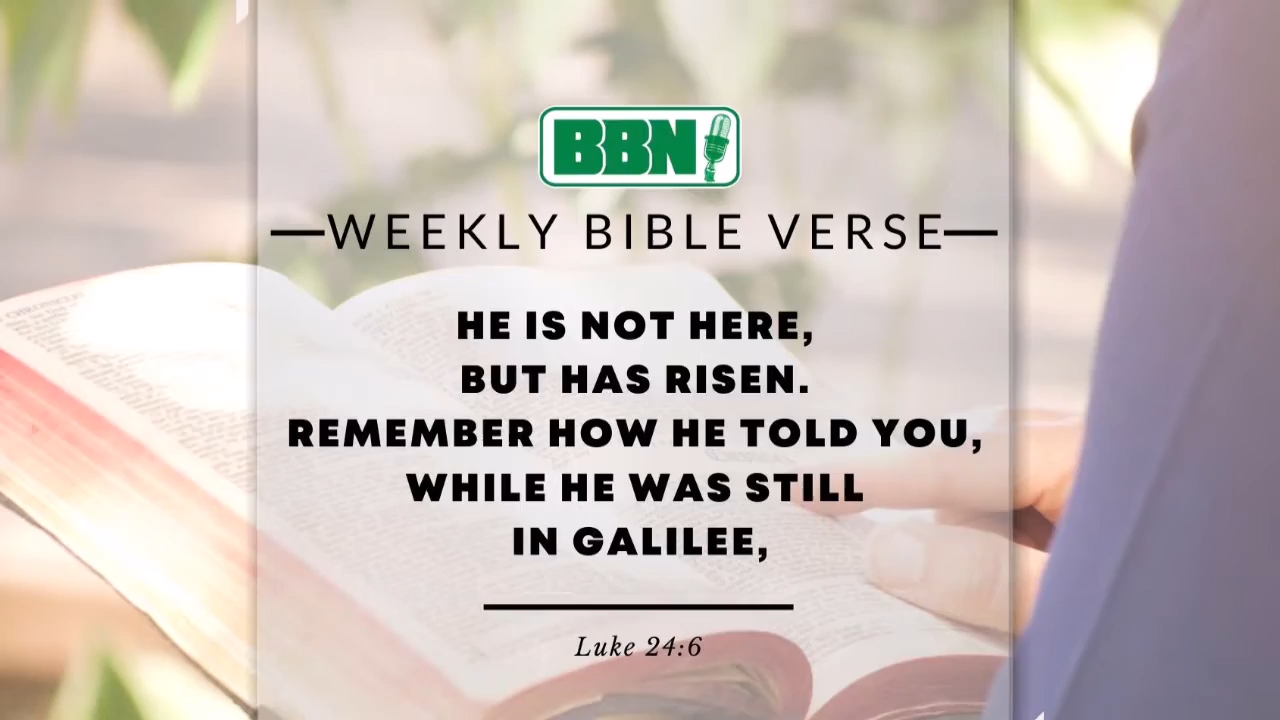 BBN
WEEKLY BIBLE VERSE
HE IS NOT HERE,
BUT HAS RISEN.
REMEMBER HOW HE TOLD YOU,
WHILE HE WAS STILL
IN GALILEE,
Luke 24:6